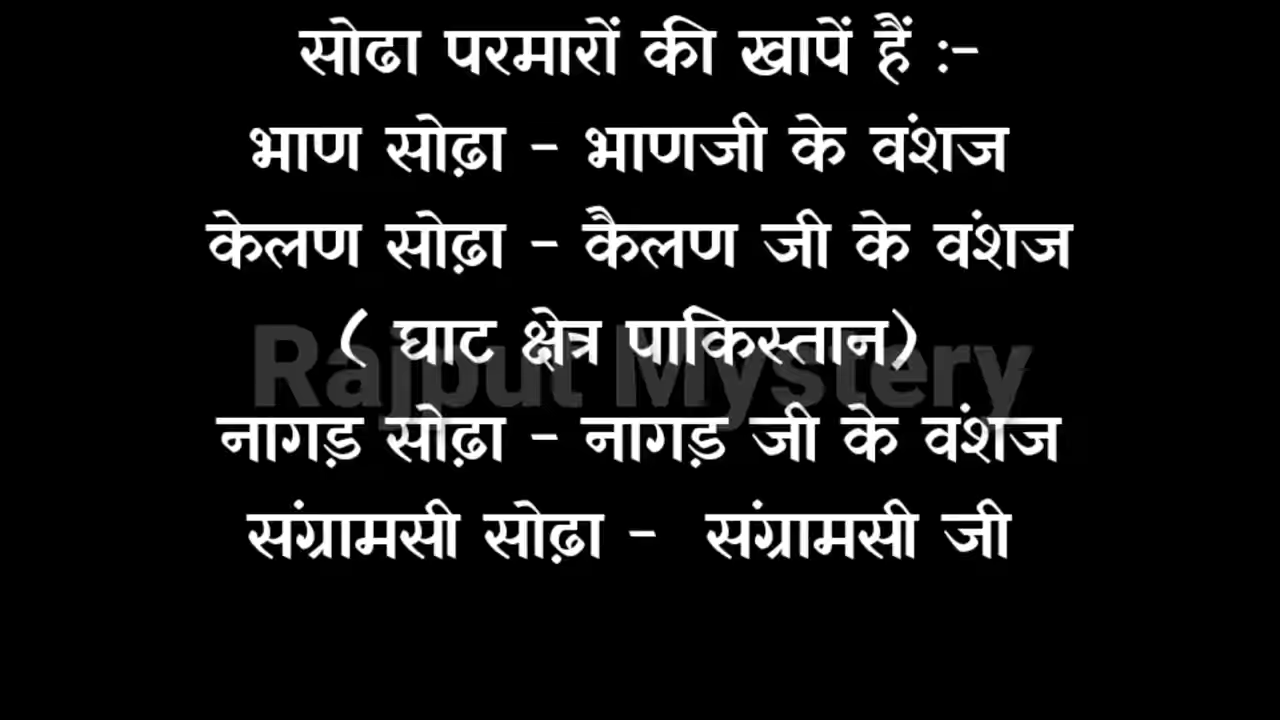 सोढा परमारों की खापें हैं :-
भाण सोढ़ा - भाणजी के वंशज
केलण सोढ़ा - कैलण जी के वंशज
( घाट क्षेत्र पाकिस्तान)
Rajput Mystery
नागड़ सोढ़ा - नागड़ जी के वंशज
संग्रामसी सोढ़ा - संग्रामसी जी